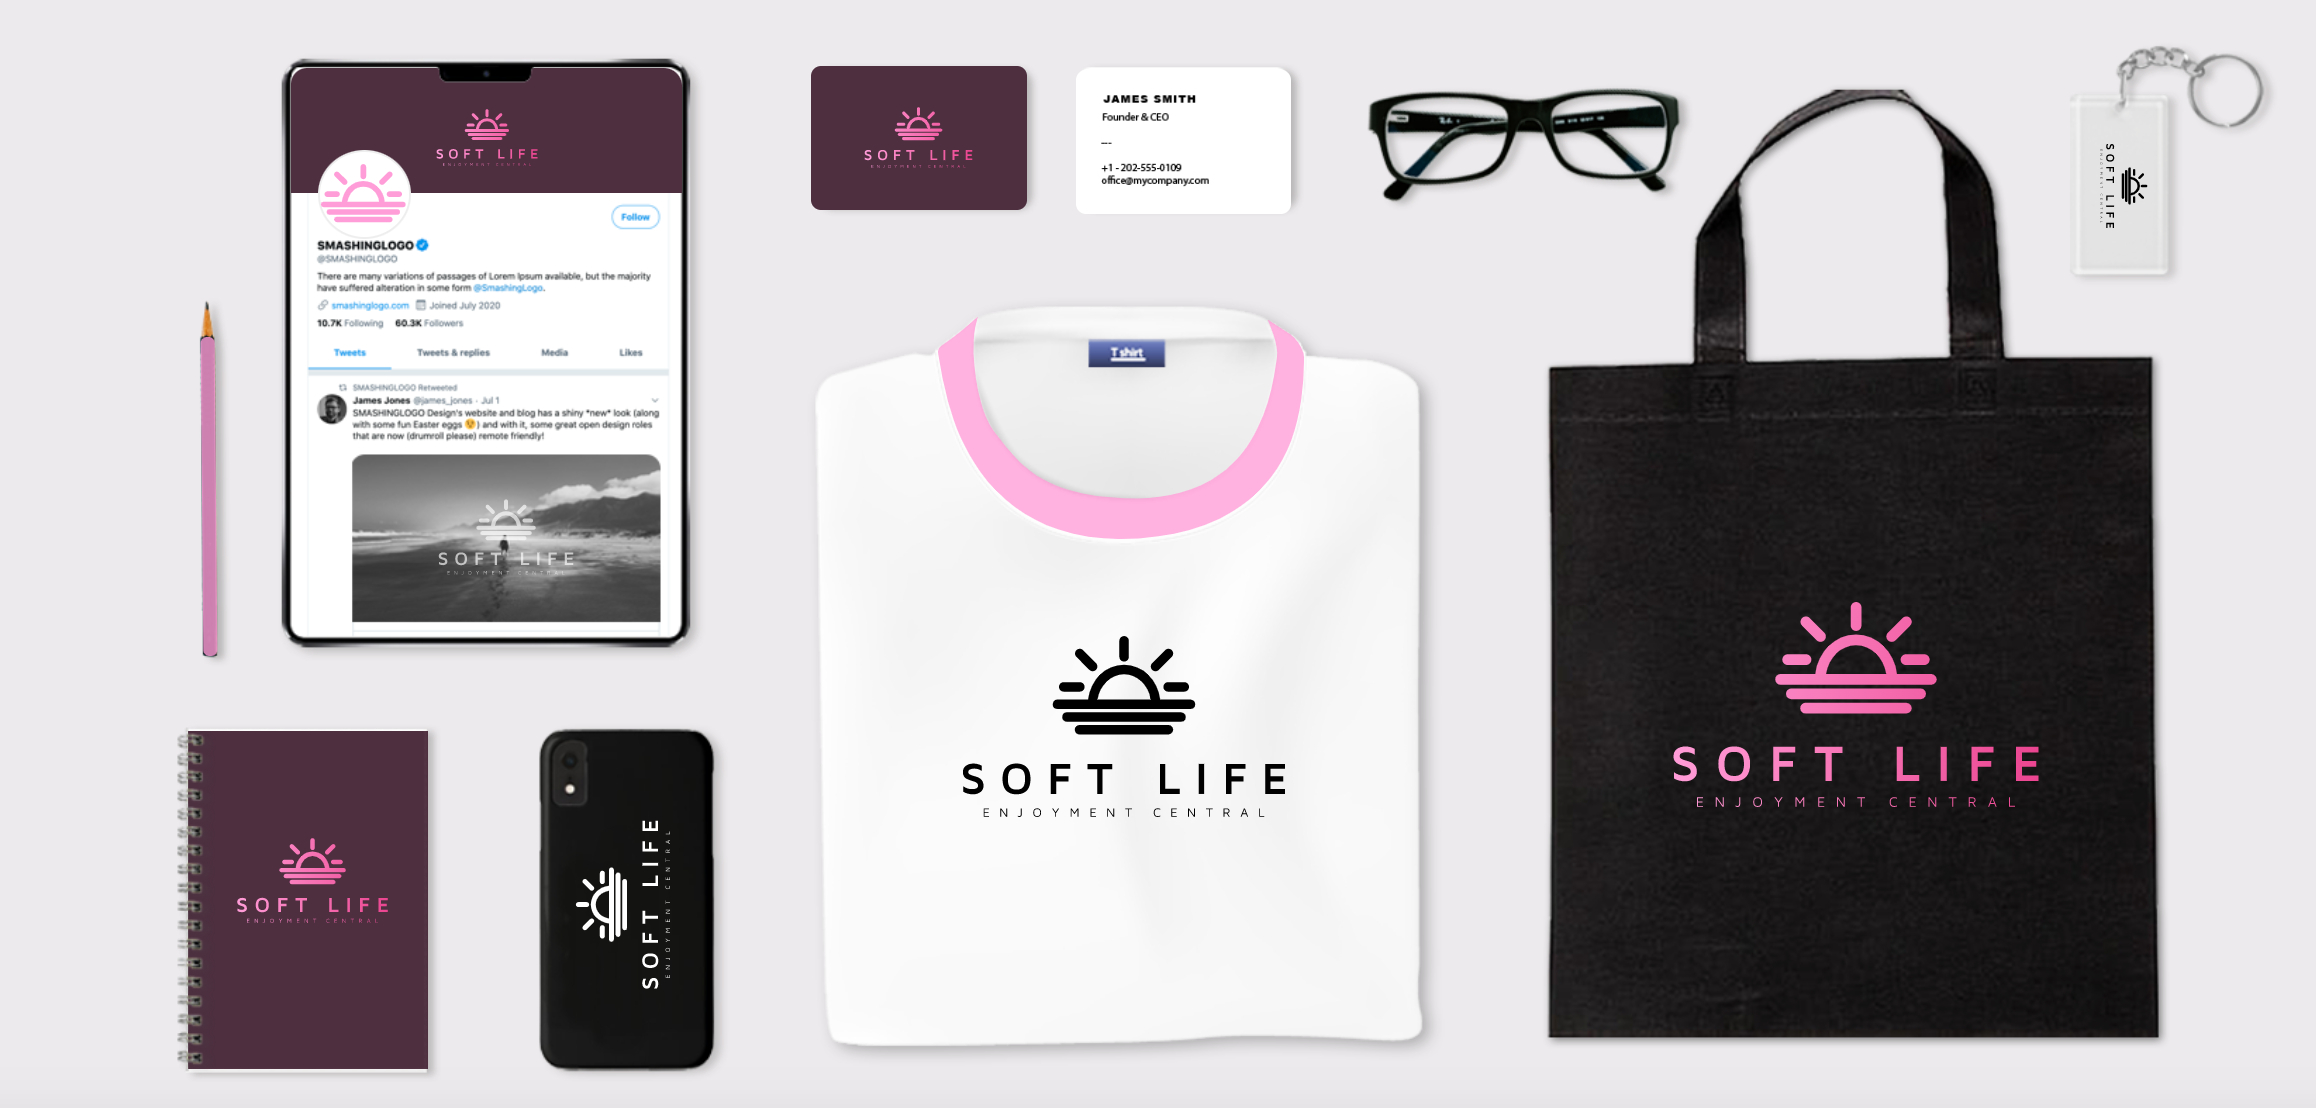 SOFT LIFE
ENJOYMENT CENTRAL
Follow
SMASHINGLOGO
@SMASHINGLOGO
There are many variations of passages of Lorem Ipsum available, but the majority
have suffered alteration in some form @SmashingLogo.
smashinglogo.com Joined July 2020
10.7K Following 60.3K Followers
Tweets Tweets & replies Media Likes
SMASHINGLOGO Retweeted
James Jones @james_jones · Jul 1
SMASHINGLOGO Design's website and blog has a shiny *new* look (along
with some fun Easter eggs 😲) and with it, some great open design roles
that are now (drumroll please) remote friendly!
SOFT LIFE
ENJOYMENT CENTRAL
SOFT LIFE
ENJOYMENT CENTRAL
JAMES SMITH
Founder & CEO
---
+1 - 202-555-0109
office@mycompany.com
SOFT LIFE
ENJOYMENT CENTRAL
T shirt
SOFT LIFE
ENJOYMENT CENTRAL
SOFT LIFE
ENJOYMENT CENTRAL
SOFT LIFE
ENJOYMENT CENTRAL
SOFT LIFE
ENJOYMENT CENTRAL